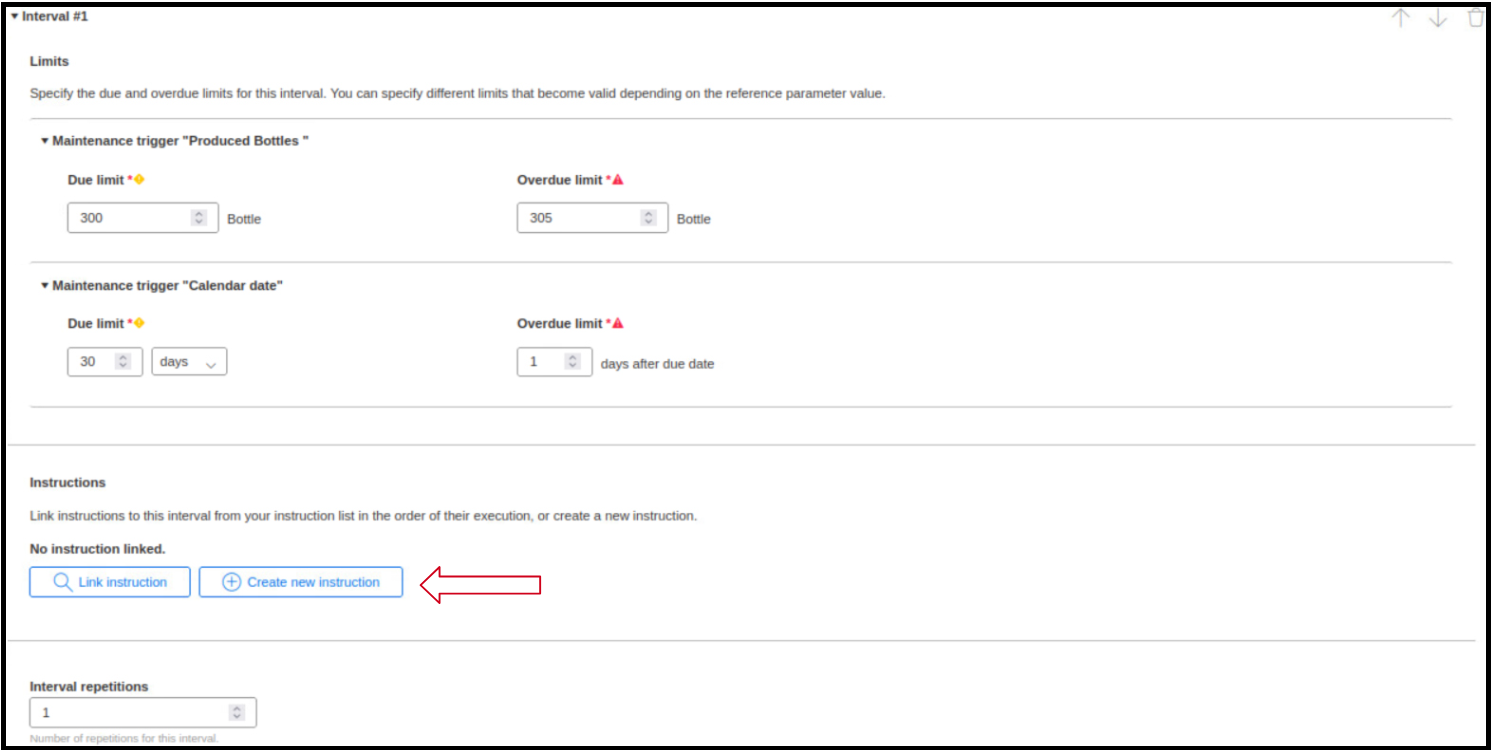 Interval #1
Limits
Specify the due and overdue limits for this interval. You can specify different limits that become valid depending on the reference parameter value.
Maintenance trigger "Produced Bottles "
Due limit * Overdue limit *
300 Bottle 305 Bottle
Maintenance trigger "Calendar date"
Due limit * Overdue limit *
30 days 1 days after due date
Instructions
Link instructions to this interval from your instruction list in the order of their execution, or create a new instruction.
No instruction linked.
Link instruction Create new instruction
Interval repetitions
1
Number of repetitions for this interval.